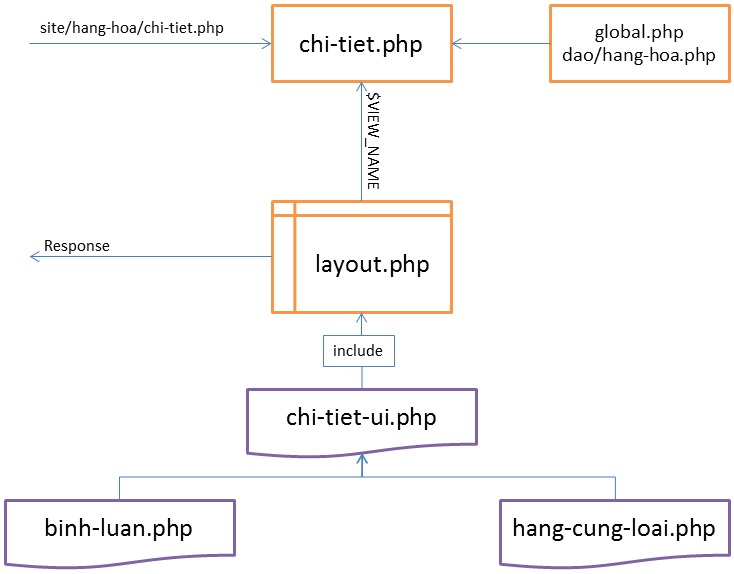 site/hang-hoa/chi-tiet.php
chi-tiet.php
global.php
dao/hang-hoa.php
$VIEW_NAME
Response
layout.php
include
chi-tiet-ui.php
binh-luan.php
hang-cung-loai.php